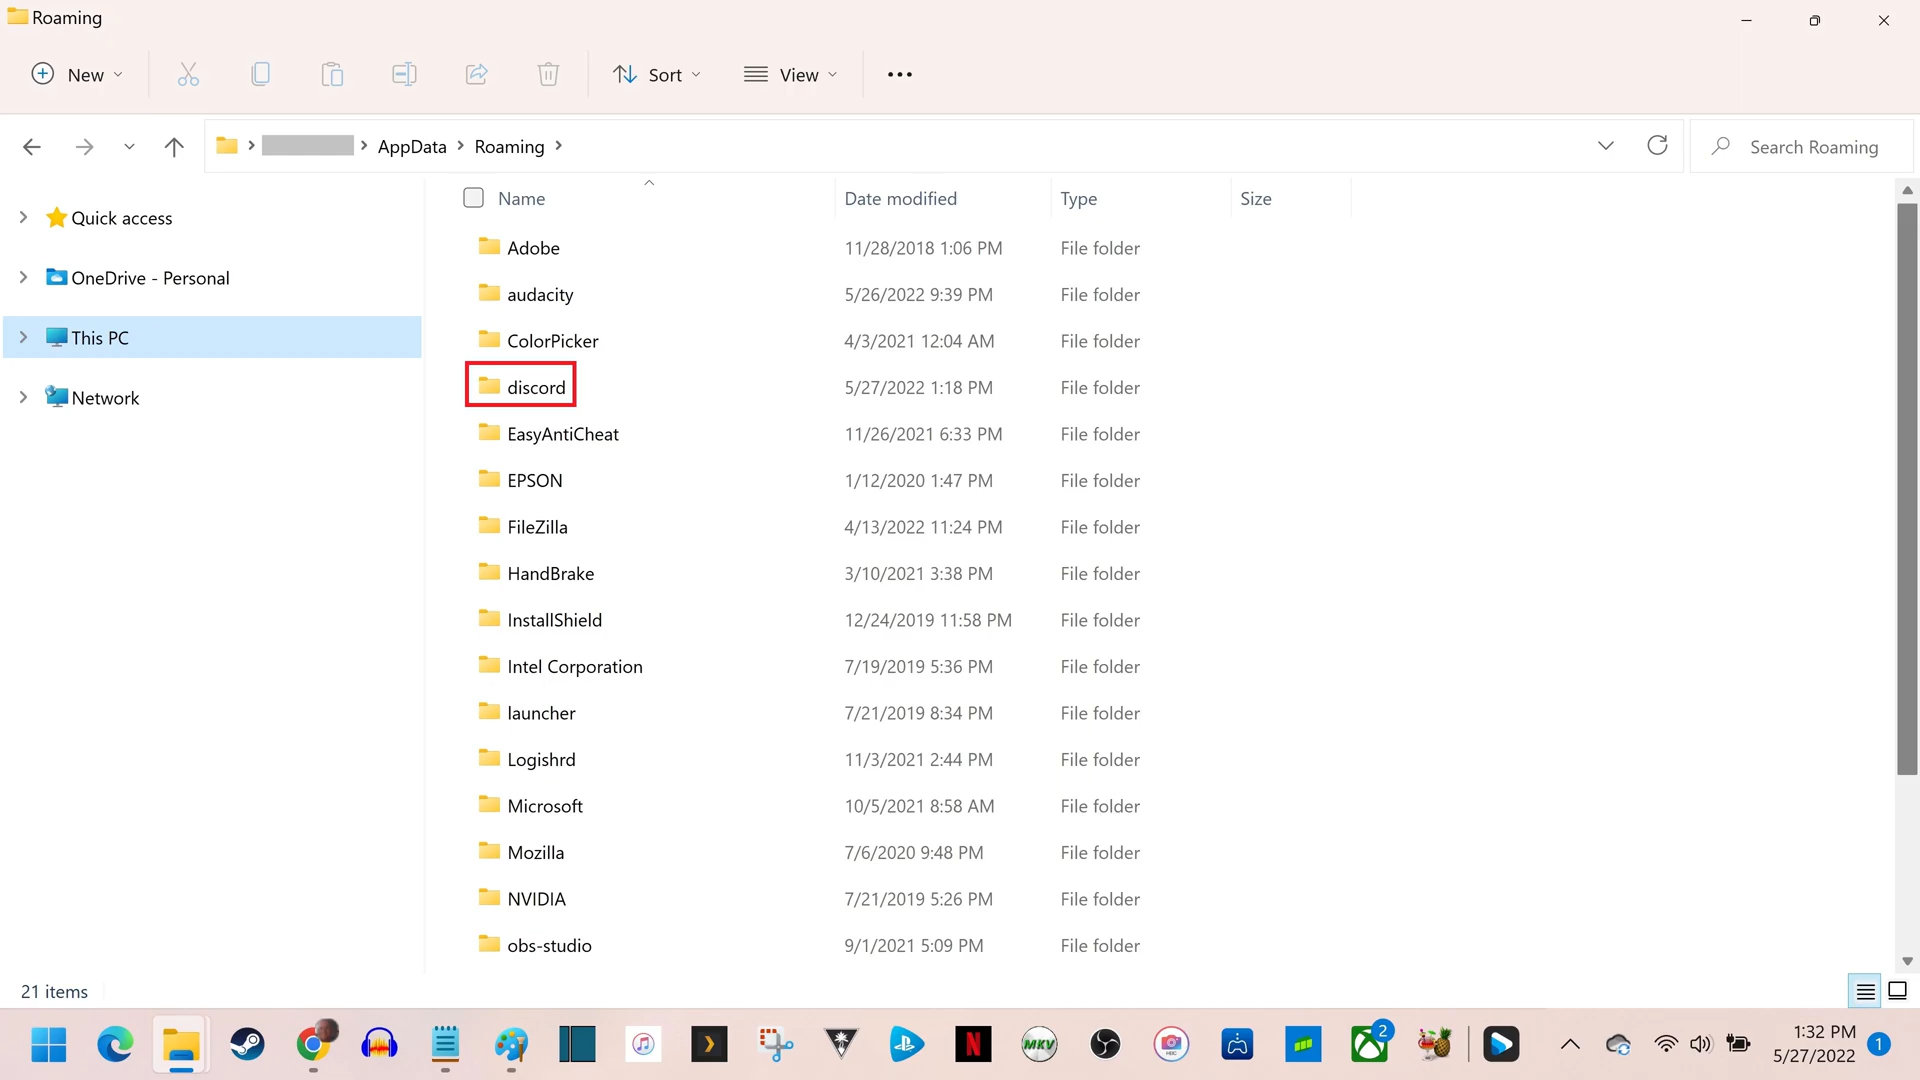 Roaming
New
Sort
View
AppData
Roaming
Search Roaming
Name
Date modified
Type
Size
Quick access
OneDrive - Personal
This PC
Network
Adobe 11/28/2018 1:06 PM File folder
audacity 5/26/2022 9:39 PM File folder
ColorPicker 4/3/2021 12:04 AM File folder
discord 5/27/2022 1:18 PM File folder
EasyAntiCheat 11/26/2021 6:33 PM File folder
EPSON 1/12/2020 1:47 PM File folder
FileZilla 4/13/2022 11:24 PM File folder
HandBrake 3/10/2021 3:38 PM File folder
InstallShield 12/24/2019 11:58 PM File folder
Intel Corporation 7/19/2019 5:36 PM File folder
launcher 7/21/2019 8:34 PM File folder
Logishrd 11/3/2021 2:44 PM File folder
Microsoft 10/5/2021 8:58 AM File folder
Mozilla 7/6/2020 9:48 PM File folder
NVIDIA 7/21/2019 5:26 PM File folder
obs-studio 9/1/2021 5:09 PM File folder
21 items
N
MKV
2
1:32 PM
5/27/2022
1